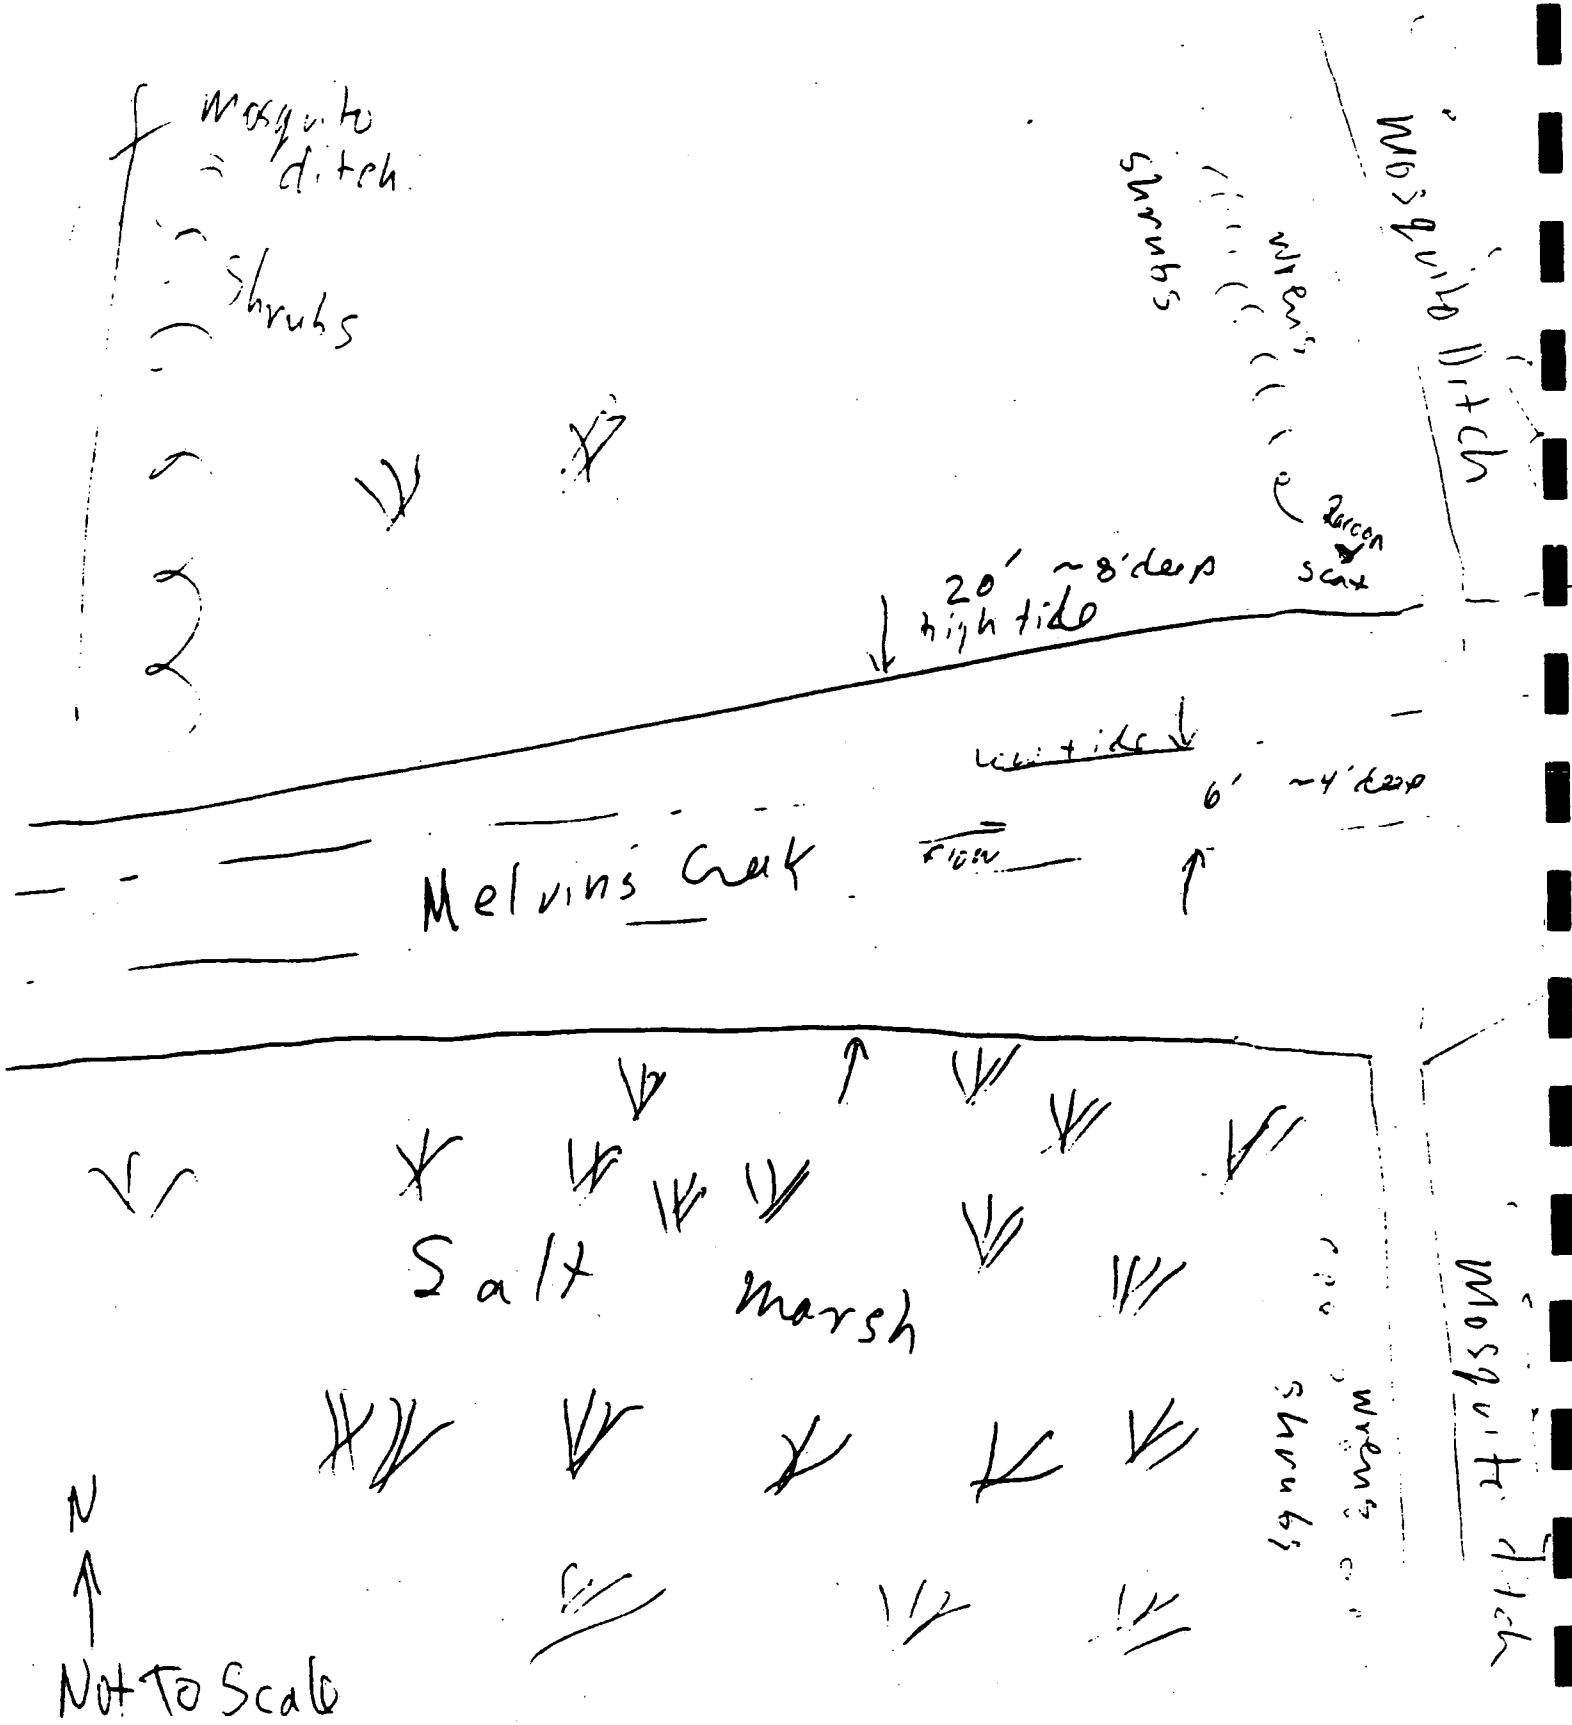 Mosquito
ditch.
Shrubs
shrubs
wrens
Mosquito Ditch
Racoon
scat
20' ~8' deep
high tide
low tide
6' ~4' deep
Melvins Creek
flow
Salt marsh
wrens
shrubs
Mosquito Ditch
N
Not To Scale